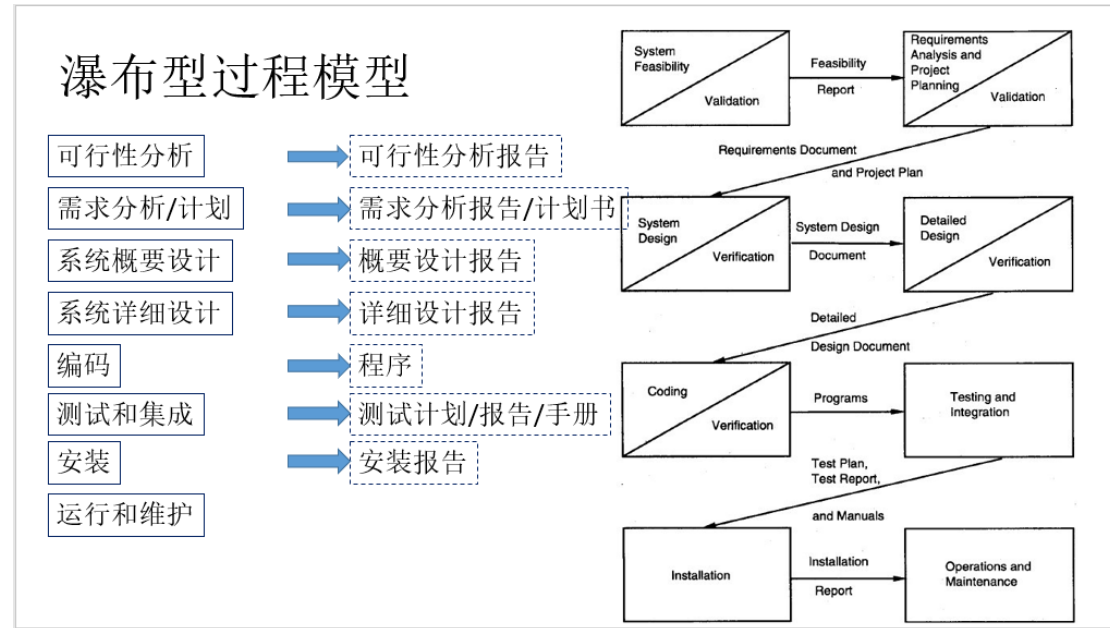 瀑布型过程模型
可行性分析
可行性分析报告
需求分析/计划
需求分析报告/计划书
系统概要设计
概要设计报告
系统详细设计
详细设计报告
编码
程序
测试和集成
测试计划/报告/手册
安装
安装报告
运行和维护
System
Feasibility
Validation
Feasibility
Report
Requirements
Analysis and
Project
Planning
Validation
Requirements Document
and Project Plan
System
Design
Verification
System Design
Document
Detailed
Design
Verification
Detailed
Design Document
Coding
Verification
Programs
Testing and
Integration
Test Plan,
Test Report,
and Manuals
Installation
Installation
Report
Operations and
Maintenance